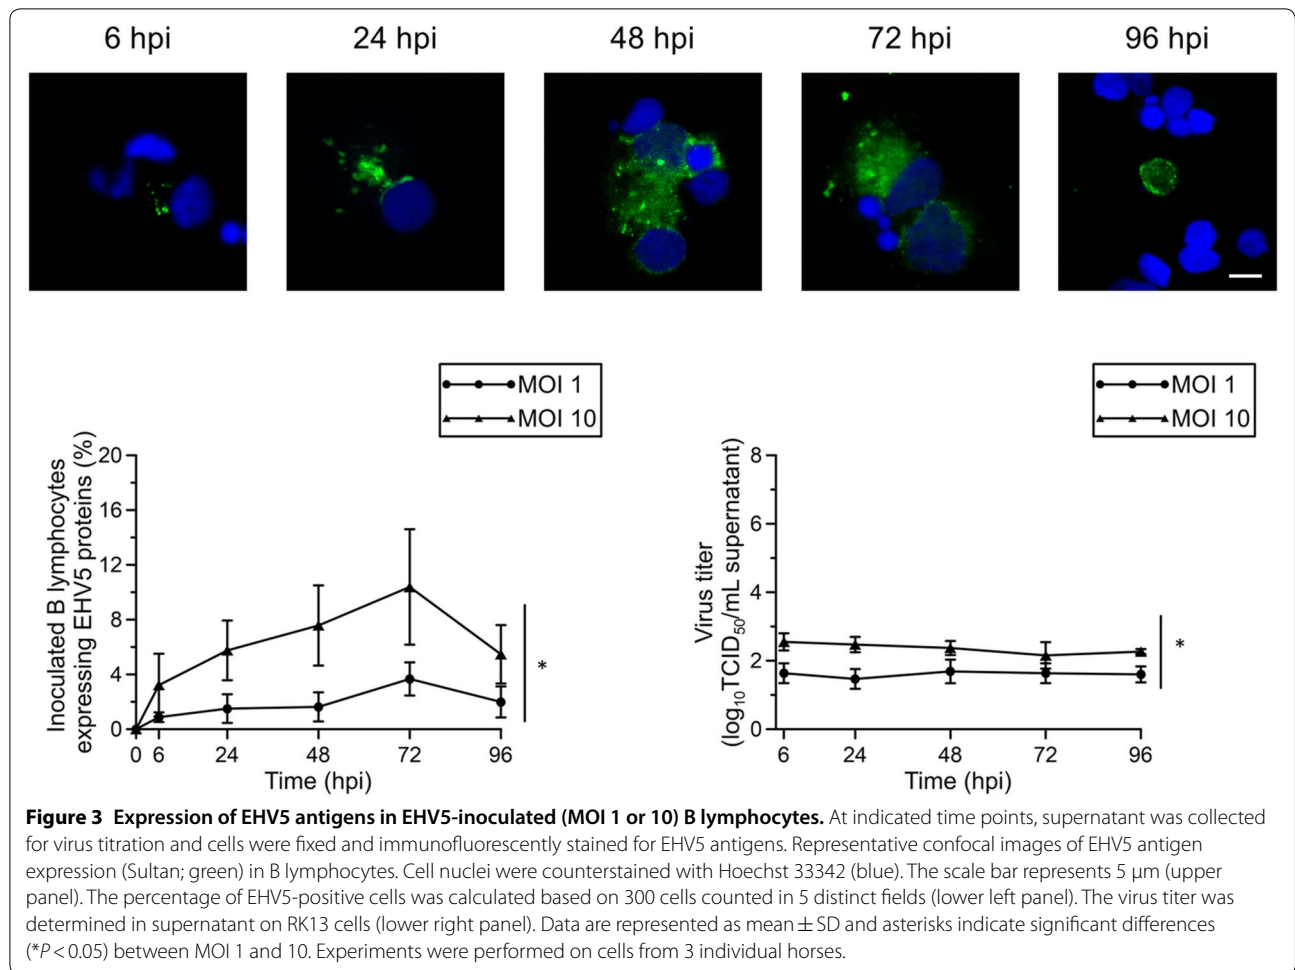 6 hpi 24 hpi 48 hpi 72 hpi 96 hpi
MOI 1
MOI 10
Inoculated B lymphocytes
expressing EHV5 proteins (%)
20
16
12
8
4
0
0 6 24 48 72 96
Time (hpi)
*
MOI 1
MOI 10
Virus titer
(log₁₀TCID₅₀/mL supernatant)
8
6
4
2
0
6 24 48 72 96
Time (hpi)
*
Figure 3 Expression of EHV5 antigens in EHV5-inoculated (MOI 1 or 10) B lymphocytes. At indicated time points, supernatant was collected
for virus titration and cells were fixed and immunofluorescently stained for EHV5 antigens. Representative confocal images of EHV5 antigen
expression (Sultan; green) in B lymphocytes. Cell nuclei were counterstained with Hoechst 33342 (blue). The scale bar represents 5 µm (upper
panel). The percentage of EHV5-positive cells was calculated based on 300 cells counted in 5 distinct fields (lower left panel). The virus titer was
determined in supernatant on RK13 cells (lower right panel). Data are represented as mean ± SD and asterisks indicate significant differences
(*P < 0.05) between MOI 1 and 10. Experiments were performed on cells from 3 individual horses.